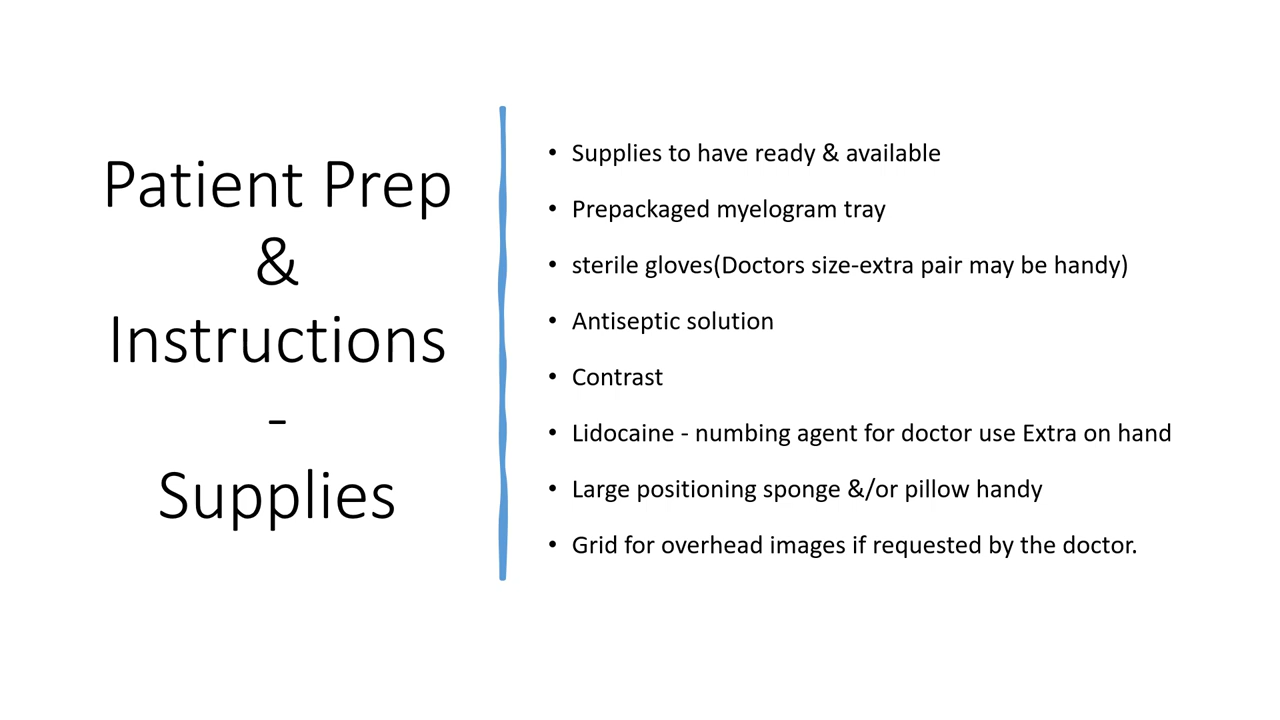 Patient Prep
&
Instructions
-
Supplies
• Supplies to have ready & available
• Prepackaged myelogram tray
• sterile gloves(Doctors size-extra pair may be handy)
• Antiseptic solution
• Contrast
• Lidocaine - numbing agent for doctor use Extra on hand
• Large positioning sponge &/or pillow handy
• Grid for overhead images if requested by the doctor.